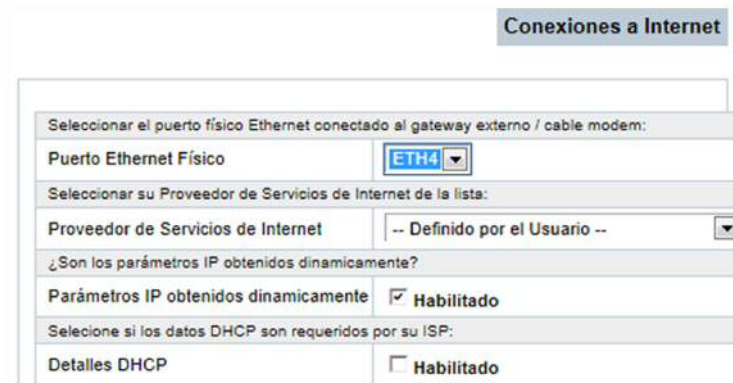 Conexiones a Internet
Seleccionar el puerto físico Ethernet conectado al gateway externo / cable modem:
Puerto Ethernet Físico ETH4
Seleccionar su Proveedor de Servicios de Internet de la lista:
Proveedor de Servicios de Internet -- Definido por el Usuario --
¿Son los parámetros IP obtenidos dinamicamente?
Parámetros IP obtenidos dinamicamente Habilitado
Selecione si los datos DHCP son requeridos por su ISP:
Detalles DHCP Habilitado